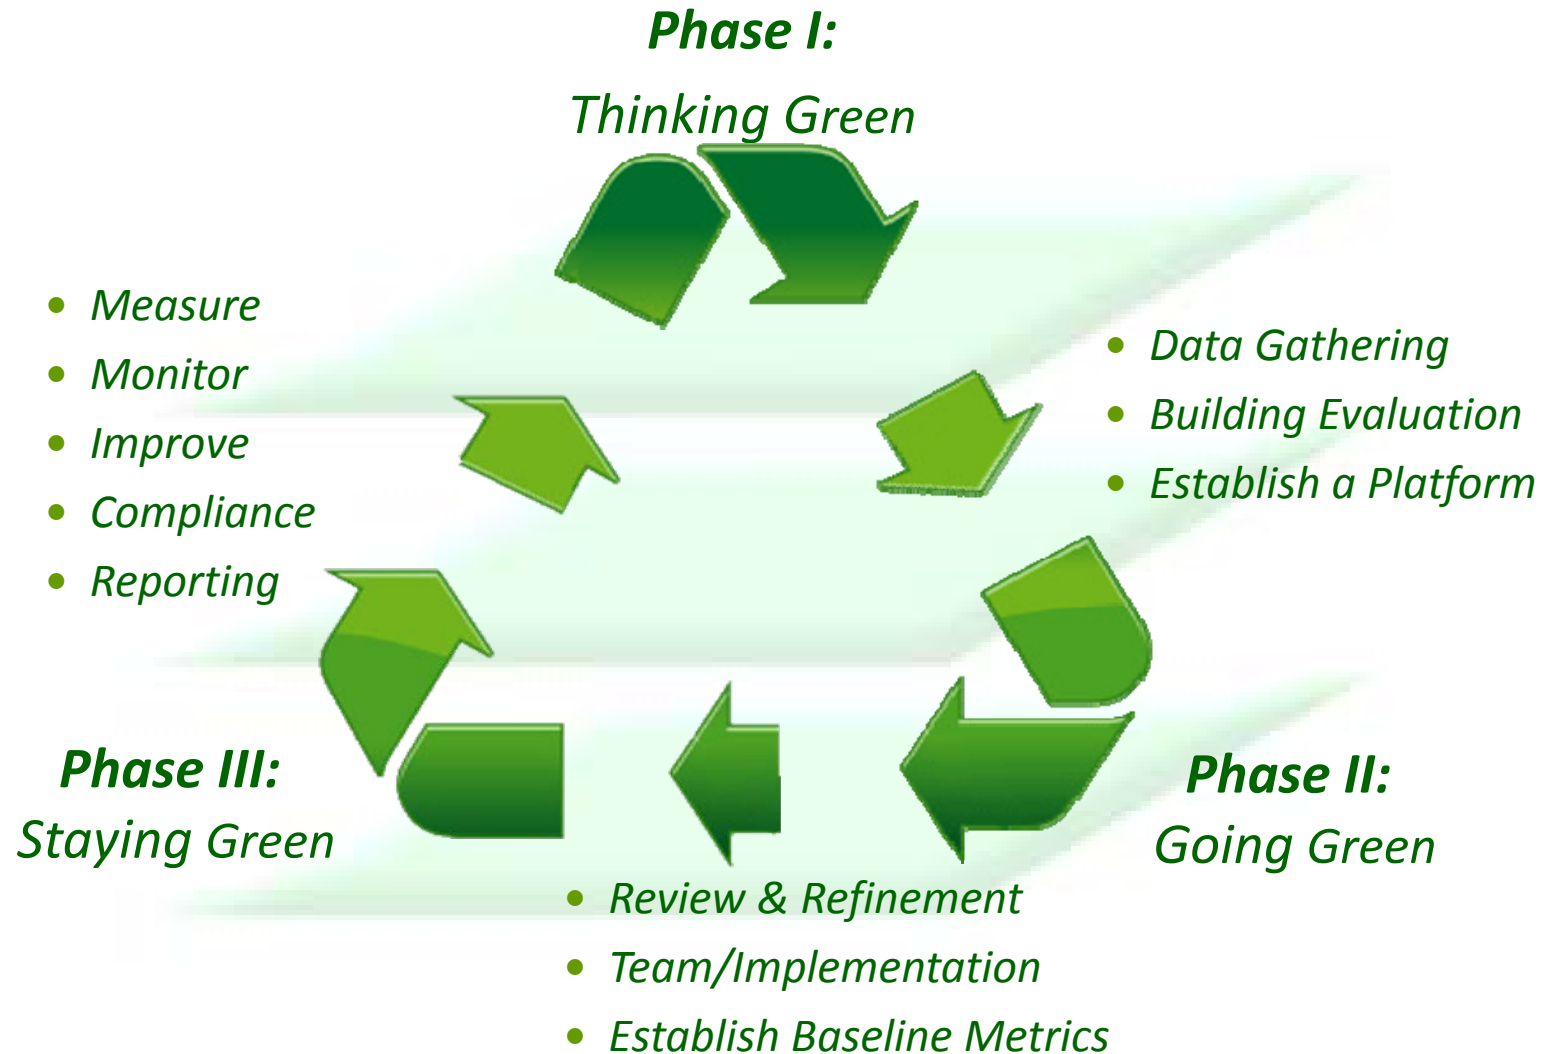 Phase I:
Thinking Green
• Measure
• Monitor
• Improve
• Compliance
• Reporting
• Data Gathering
• Building Evaluation
• Establish a Platform
Phase III:
Staying Green
Phase II:
Going Green
• Review & Refinement
• Team/Implementation
• Establish Baseline Metrics